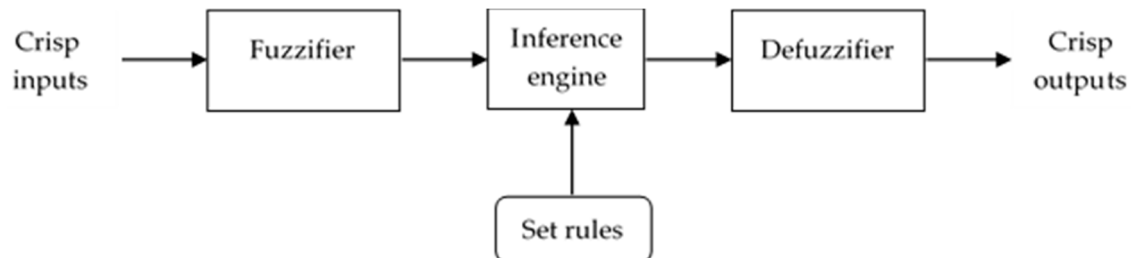 Crisp
inputs
Fuzzifier
Inference
engine
Defuzzifier
Crisp
outputs
Set rules